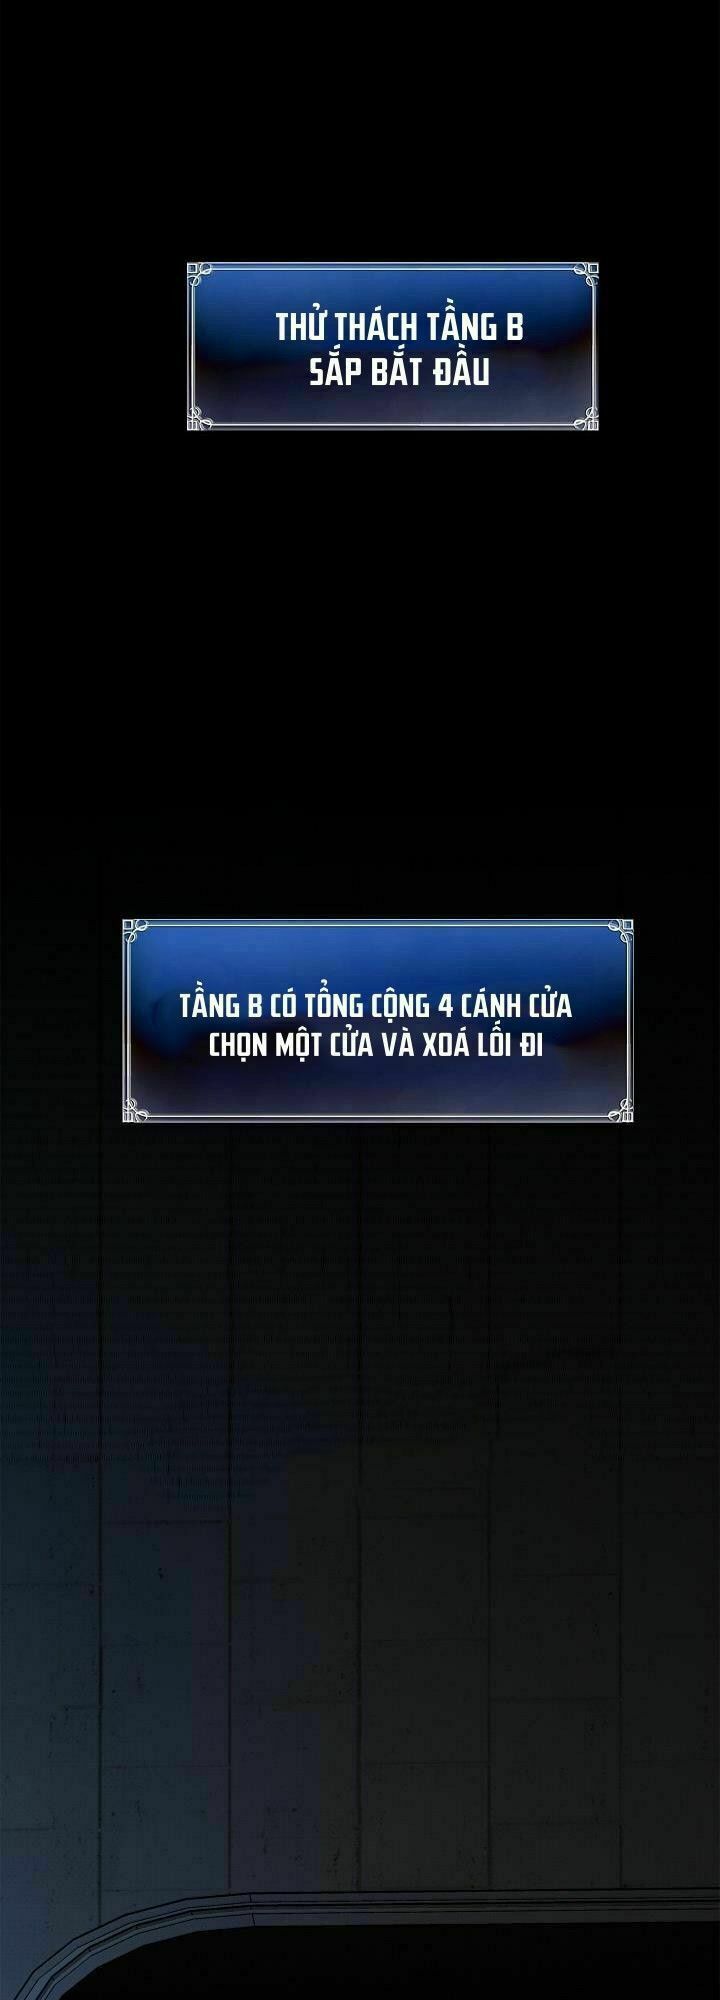 THỬ THÁCH TẦNG B
SẮP BẮT ĐẦU
TẦNG B CÓ TỔNG CỘNG 4 CÁNH CỬA
CHỌN MỘT CỬA VÀ XOÁ LỐI ĐI